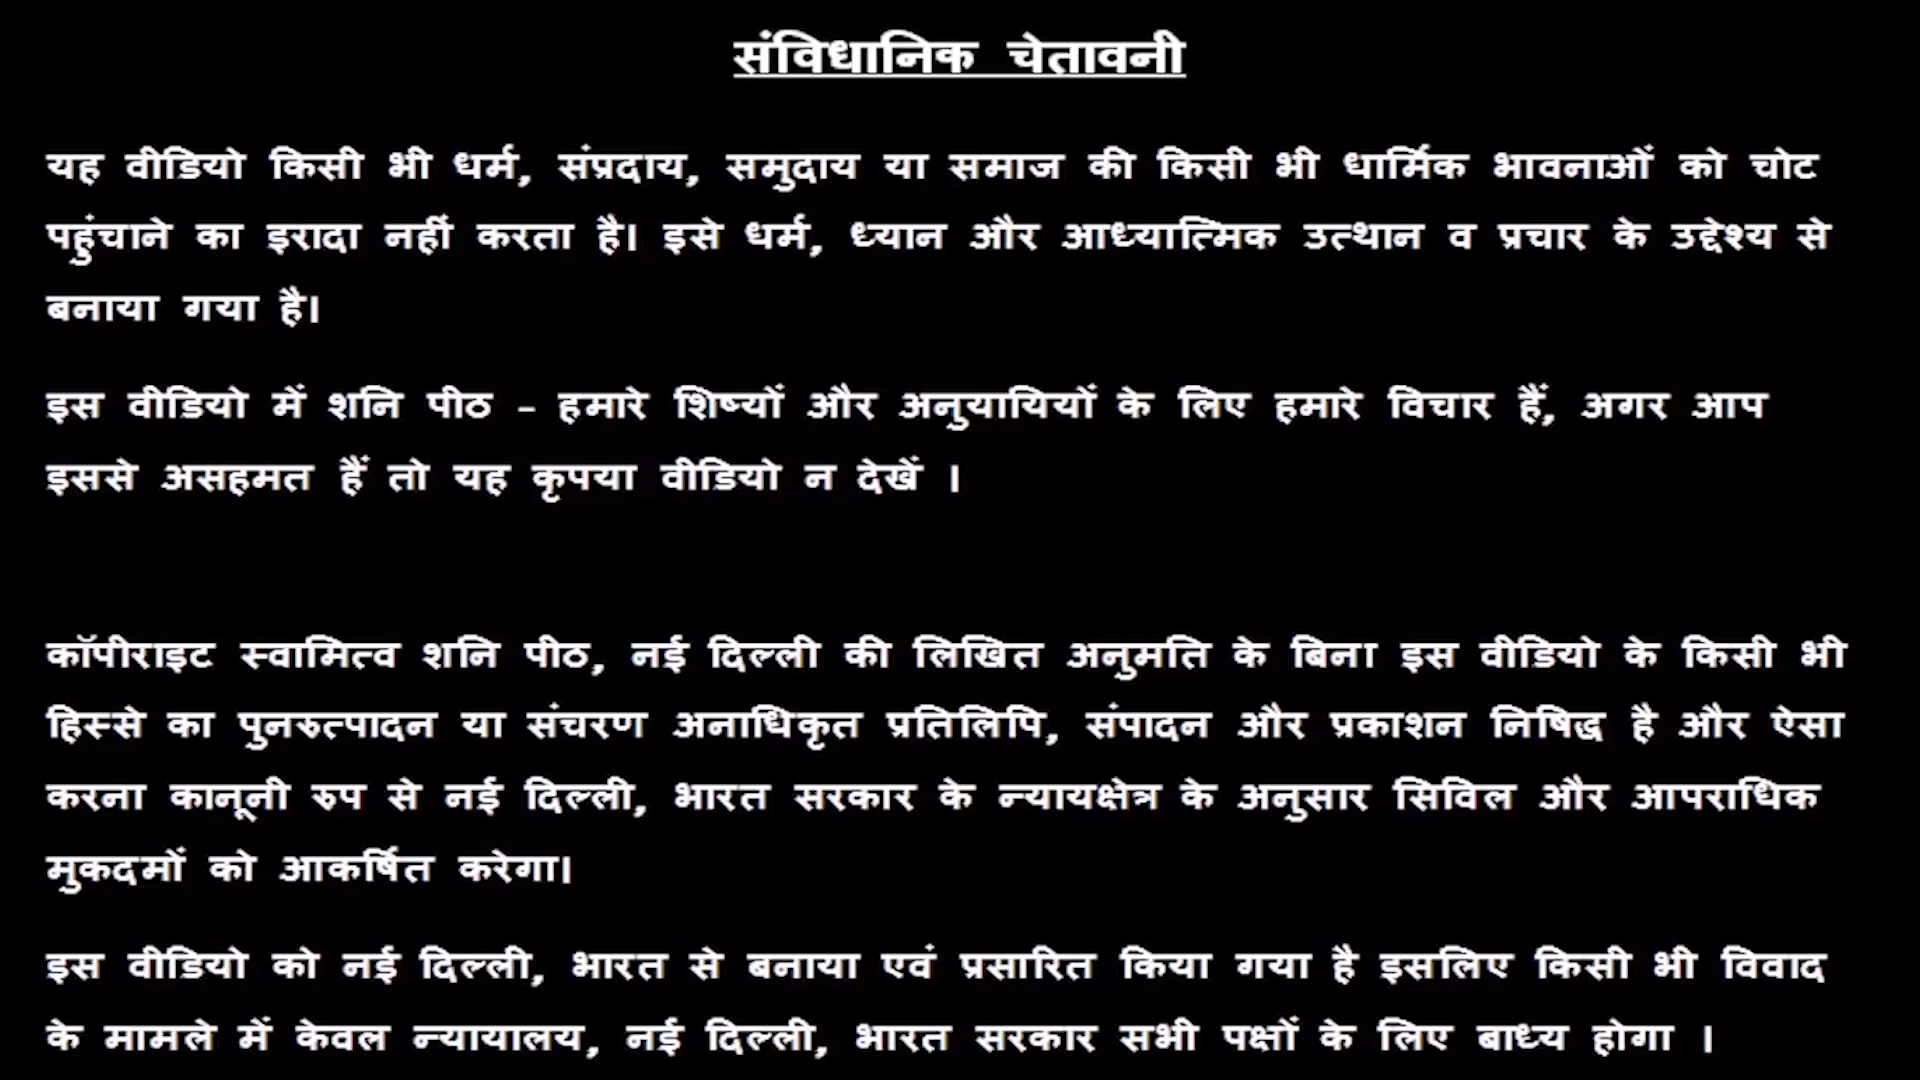 संविधानिक चेतावनी
यह वीडियो किसी भी धर्म, संप्रदाय, समुदाय या समाज की किसी भी धार्मिक भावनाओं को चोट
पहुंचाने का इरादा नहीं करता है। इसे धर्म, ध्यान और आध्यात्मिक उत्थान व प्रचार के उद्देश्य से
बनाया गया है।
इस वीडियो में शनि पीठ – हमारे शिष्यों और अनुयायियों के लिए हमारे विचार हैं, अगर आप
इससे असहमत हैं तो यह कृपया वीडियो न देखें ।
कॉपीराइट स्वामित्व शनि पीठ, नई दिल्ली की लिखित अनुमति के बिना इस वीडियो के किसी भी
हिस्से का पुनरुत्पादन या संचरण अनाधिकृत प्रतिलिपि, संपादन और प्रकाशन निषिद्ध है और ऐसा
करना कानूनी रुप से नई दिल्ली, भारत सरकार के न्यायक्षेत्र के अनुसार सिविल और आपराधिक
मुकदमों को आकर्षित करेगा।
इस वीडियो को नई दिल्ली, भारत से बनाया एवं प्रसारित किया गया है इसलिए किसी भी विवाद
के मामले में केवल न्यायालय, नई दिल्ली, भारत सरकार सभी पक्षों के लिए बाध्य होगा ।